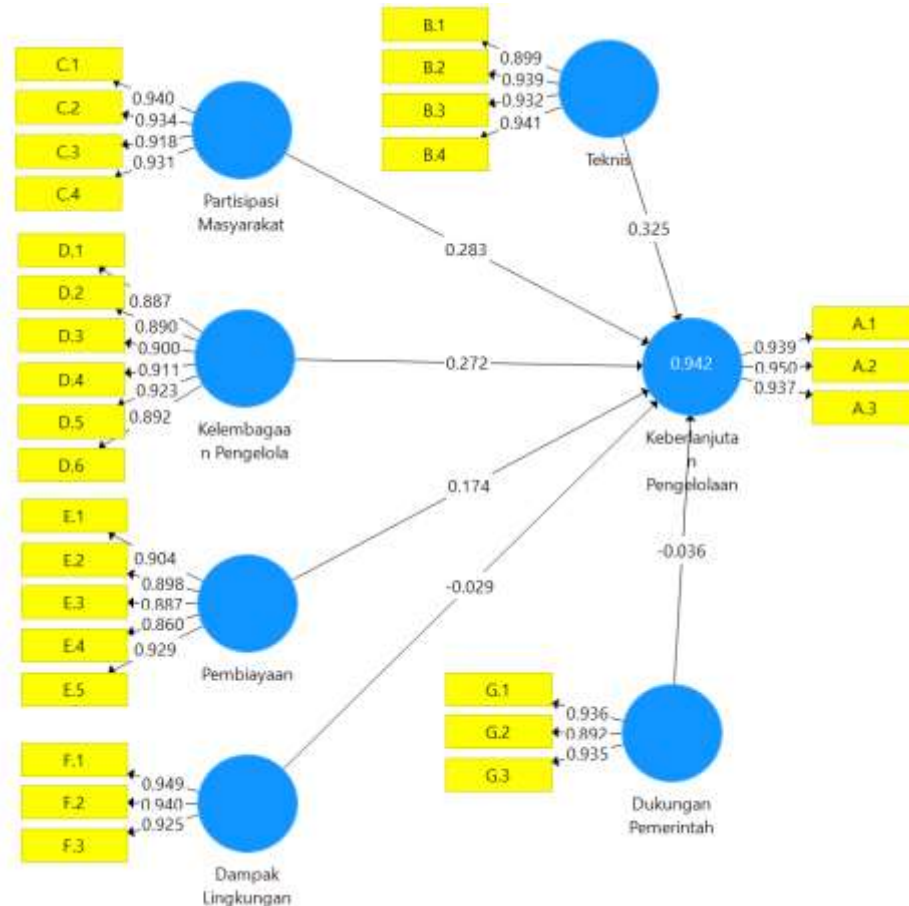 B.1
B.2
B.3
B.4
0.899
0.939
0.932
0.941
Teknis
C.1
C.2
C.3
C.4
0.940
0.934
0.918
0.931
Partisipasi
Masyarakat
0.325
0.283
D.1
D.2
D.3
D.4
D.5
D.6
0.887
0.890
0.900
0.911
0.923
0.892
Kelembagaa
n Pengelola
0.272
0.942
Keberlanjuta
n
Pengelolaan
0.939
0.950
0.937
A.1
A.2
A.3
E.1
E.2
E.3
E.4
E.5
0.904
0.898
0.887
0.860
0.929
Pembiayaan
0.174
-0.029
-0.036
G.1
G.2
G.3
0.936
0.892
0.935
Dukungan
Pemerintah
F.1
F.2
F.3
0.949
0.940
0.925
Dampak
Lingkungan